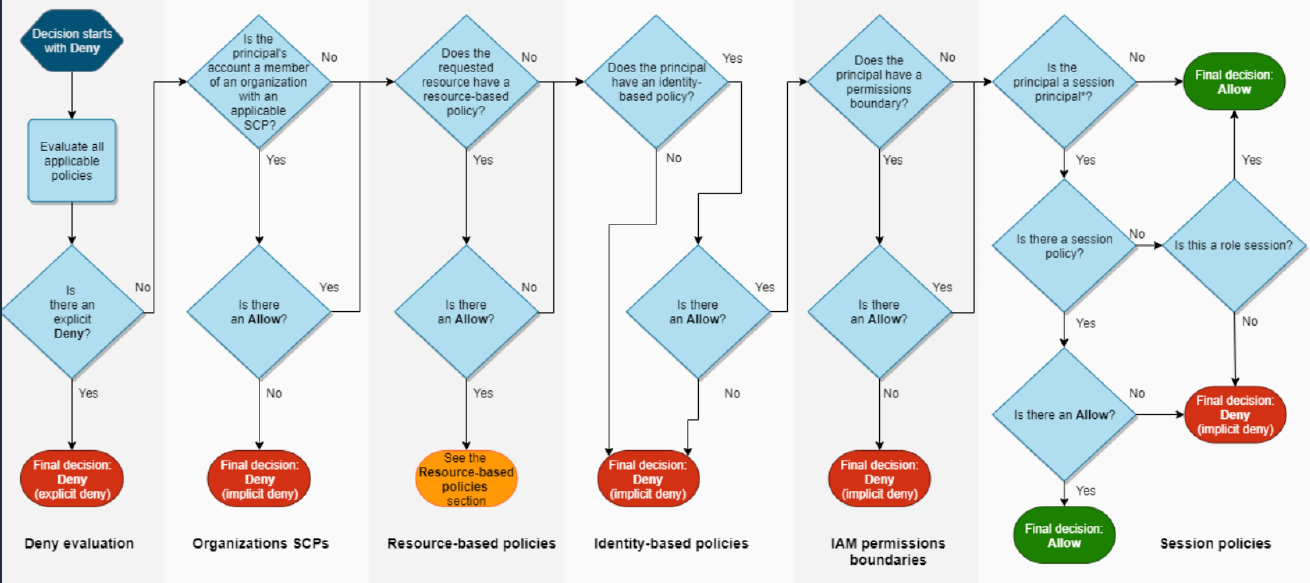 Decision starts
with Deny
Evaluate all
applicable
policies
Is
there an
explicit
Deny?
No
Yes
Final decision:
Deny
(explicit deny)
Deny evaluation
Is the
principal's
account a member
of an organization
with an
applicable
SCP?
No
Yes
Is there
an Allow?
Yes
No
Final decision:
Deny
(implicit deny)
Organizations SCPs
Does the
requested
resource have a
resource-based
policy?
No
Yes
Is there
an Allow?
No
Yes
See the
Resource-based
policies
section
Resource-based policies
Does the principal
have an identity-
based policy?
Yes
No
Is there
an Allow?
Yes
No
Final decision:
Deny
(implicit deny)
Identity-based policies
Does the
principal have a
permissions
boundary?
No
Yes
Is there
an Allow?
Yes
No
Final decision:
Deny
(implicit deny)
IAM permissions
boundaries
Is the
principal a session
principal*?
No
Final decision:
Allow
Yes
Is there a session
policy?
No
Is this a role session?
Yes
No
Yes
Is there an Allow?
No
Final decision:
Deny
(implicit deny)
Yes
Final decision:
Allow
Session policies